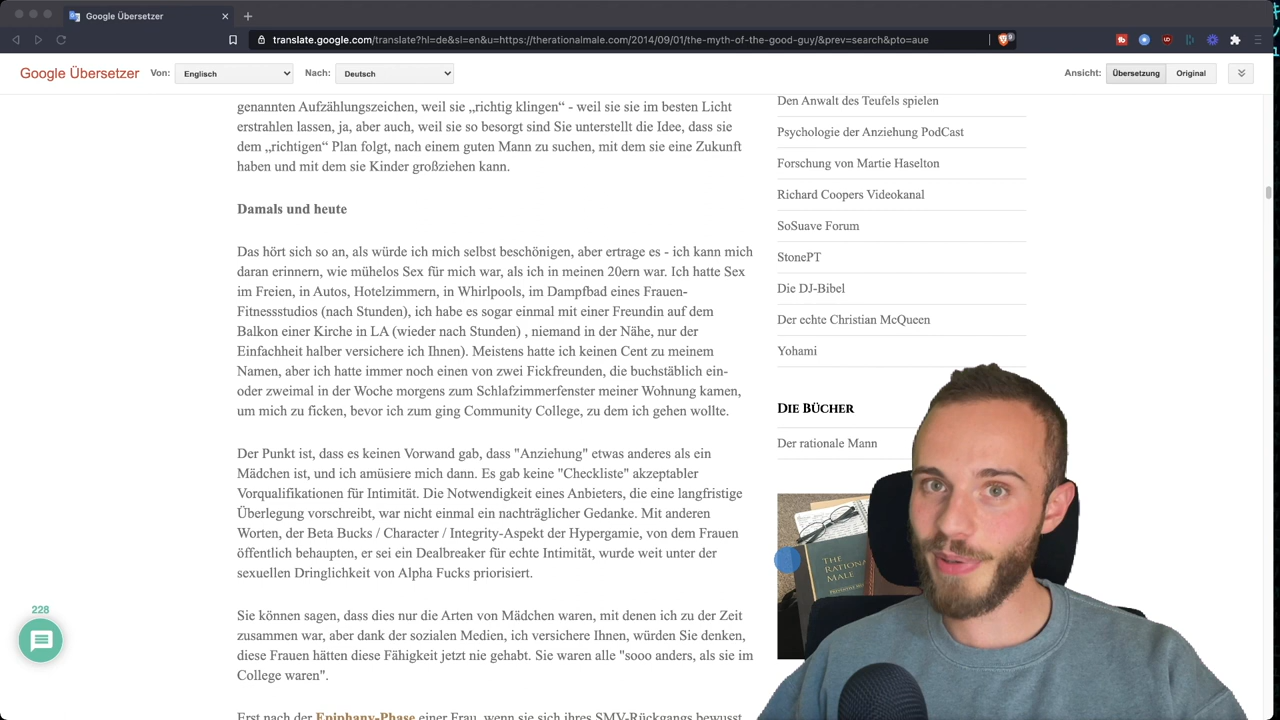 Google Übersetzer
translate.google.com/translate?hl=de&sl=en&u=https://therationalmale.com/2014/09/01/the-myth-of-the-good-guy/&prev=search&pto=aue
Google Übersetzer
Von:
Englisch
Nach:
Deutsch
Ansicht:
Übersetzung
Original
genannten Aufzählungszeichen, weil sie „richtig klingen“ - weil sie sie im besten Licht
erstrahlen lassen, ja, aber auch, weil sie so besorgt sind Sie unterstellt die Idee, dass sie
dem „richtigen“ Plan folgt, nach einem guten Mann zu suchen, mit dem sie eine Zukunft
haben und mit dem sie Kinder großziehen kann.
Damals und heute
Das hört sich so an, als würde ich mich selbst beschönigen, aber ertrage es - ich kann mich
daran erinnern, wie mühelos Sex für mich war, als ich in meinen 20ern war. Ich hatte Sex
im Freien, in Autos, Hotelzimmern, in Whirlpools, im Dampfbad eines Frauen-
Fitnessstudios (nach Stunden), ich habe es sogar einmal mit einer Freundin auf dem
Balkon einer Kirche in LA (wieder nach Stunden) , niemand in der Nähe, nur der
Einfachheit halber versichere ich Ihnen). Meistens hatte ich keinen Cent zu meinem
Namen, aber ich hatte immer noch einen von zwei Fickfreunden, die buchstäblich ein-
oder zweimal in der Woche morgens zum Schlafzimmerfenster meiner Wohnung kamen,
um mich zu ficken, bevor ich zum ging Community College, zu dem ich gehen wollte.
Der Punkt ist, dass es keinen Vorwand gab, dass "Anziehung" etwas anderes als ein
Mädchen ist, und ich amüsiere mich dann. Es gab keine "Checkliste" akzeptabler
Vorqualifikationen für Intimität. Die Notwendigkeit eines Anbieters, die eine langfristige
Überlegung vorschreibt, war nicht einmal ein nachträglicher Gedanke. Mit anderen
Worten, der Beta Bucks / Character / Integrity-Aspekt der Hypergamie, von dem Frauen
öffentlich behaupten, er sei ein Dealbreaker für echte Intimität, wurde weit unter der
sexuellen Dringlichkeit von Alpha Fucks priorisiert.
Sie können sagen, dass dies nur die Arten von Mädchen waren, mit denen ich zu der Zeit
zusammen war, aber dank der sozialen Medien, ich versichere Ihnen, würden Sie denken,
diese Frauen hätten diese Fähigkeit jetzt nie gehabt. Sie waren alle "sooo anders, als sie im
College waren".
Erst nach der Epiphany-Phase einer Frau, wenn sie sich ihres SMV-Rückgangs bewusst
Den Anwalt des Teufels spielen
Psychologie der Anziehung PodCast
Forschung von Martie Haselton
Richard Coopers Videokanal
SoSuave Forum
StonePT
Die DJ-Bibel
Der echte Christian McQueen
Yohami
Die Bücher
Der rationale Mann
THE
RATIONAL
MALE
228